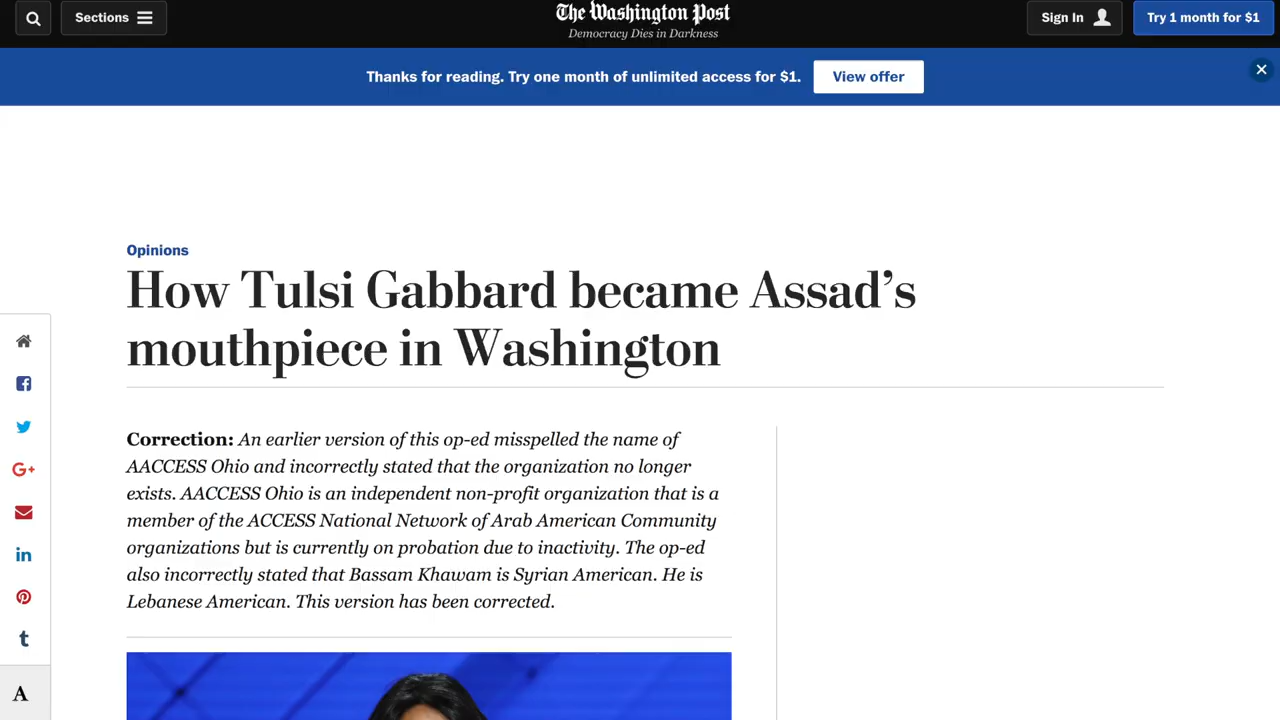 Sections
The Washington Post
Democracy Dies in Darkness
Sign In
Try 1 month for $1
Thanks for reading. Try one month of unlimited access for $1.
View offer
Opinions
How Tulsi Gabbard became Assad’s
mouthpiece in Washington
Correction: An earlier version of this op-ed misspelled the name of
AACCESS Ohio and incorrectly stated that the organization no longer
exists. AACCESS Ohio is an independent non-profit organization that is a
member of the ACCESS National Network of Arab American Community
organizations but is currently on probation due to inactivity. The op-ed
also incorrectly stated that Bassam Khawam is Syrian American. He is
Lebanese American. This version has been corrected.
G+
in
t
A